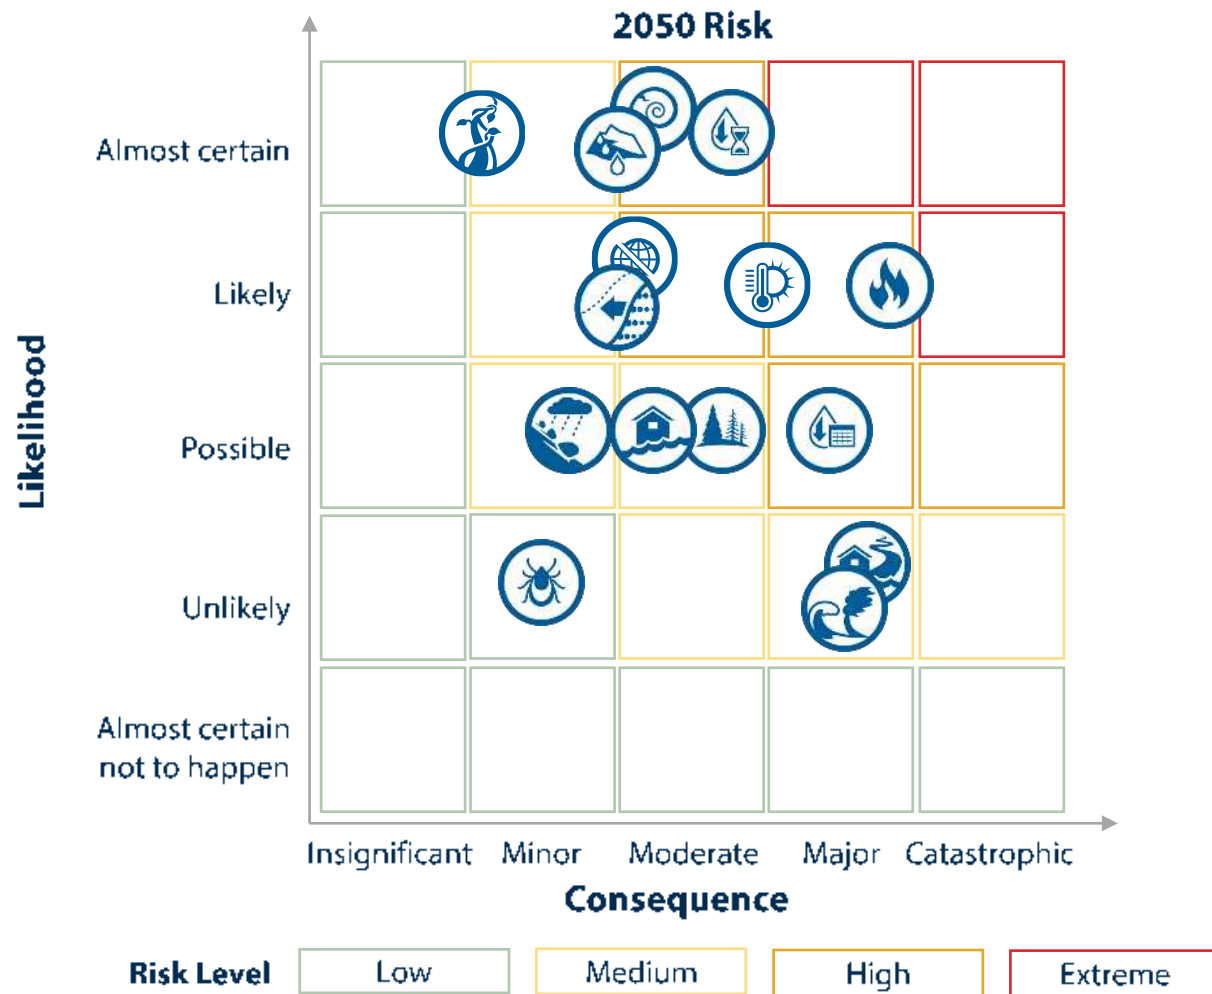 2050 Risk
Almost certain
Likely
Possible
Unlikely
Almost certain
not to happen
Likelihood
Insignificant Minor Moderate Major Catastrophic
Consequence
Risk Level Low Medium High Extreme